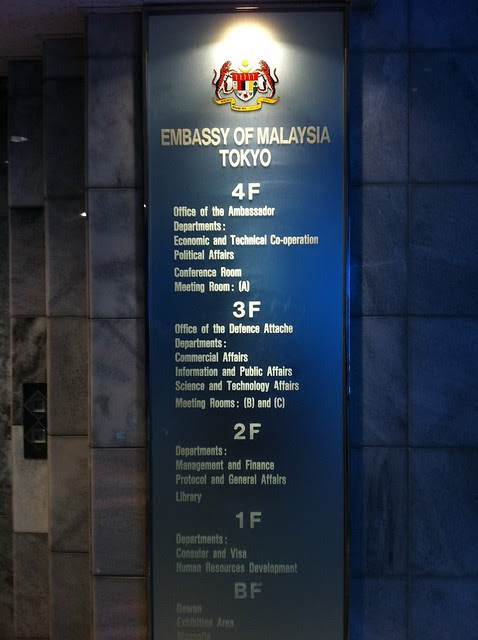 EMBASSY OF MALAYSIA
TOKYO
4F
Office of the Ambassador
Departments :
Economic and Technical Co-operation
Political Affairs
Conference Room
Meeting Room : (A)
3F
Office of the Defence Attache
Departments :
Commercial Affairs
Information and Public Affairs
Science and Technology Affairs
Meeting Rooms : (B) and (C)
2F
Departments :
Management and Finance
Protocol and General Affairs
Library
1F
Departments :
Consular and Visa
Human Resources Development
BF
Dewan
Exhibition Area